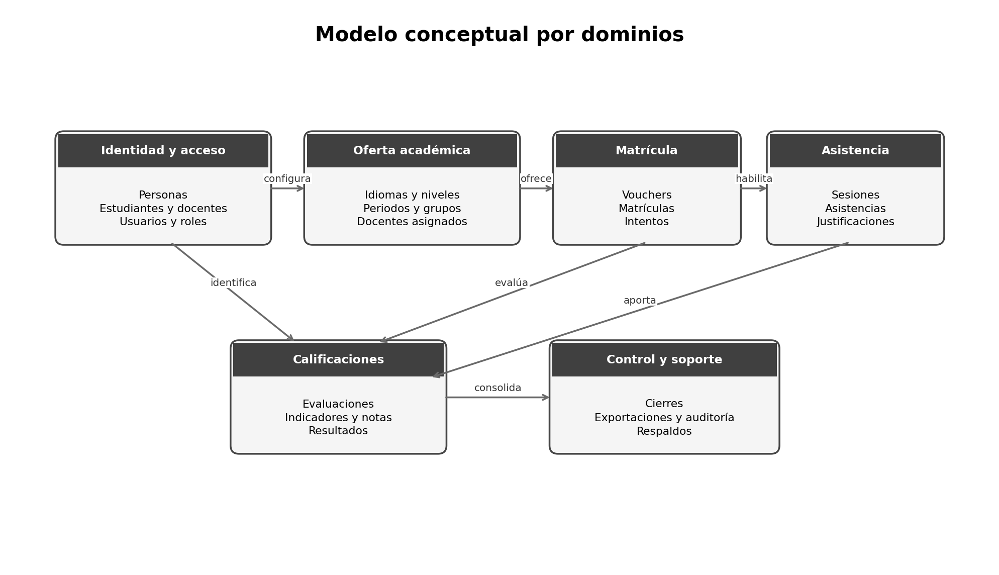 Modelo conceptual por dominios
Identidad y acceso
Personas
Estudiantes y docentes
Usuarios y roles
configura
Oferta académica
Idiomas y niveles
Periodos y grupos
Docentes asignados
ofrece
Matrícula
Vouchers
Matrículas
Intentos
habilita
Asistencia
Sesiones
Asistencias
Justificaciones
identifica
evalúa
aporta
Calificaciones
Evaluaciones
Indicadores y notas
Resultados
consolida
Control y soporte
Cierres
Exportaciones y auditoría
Respaldos